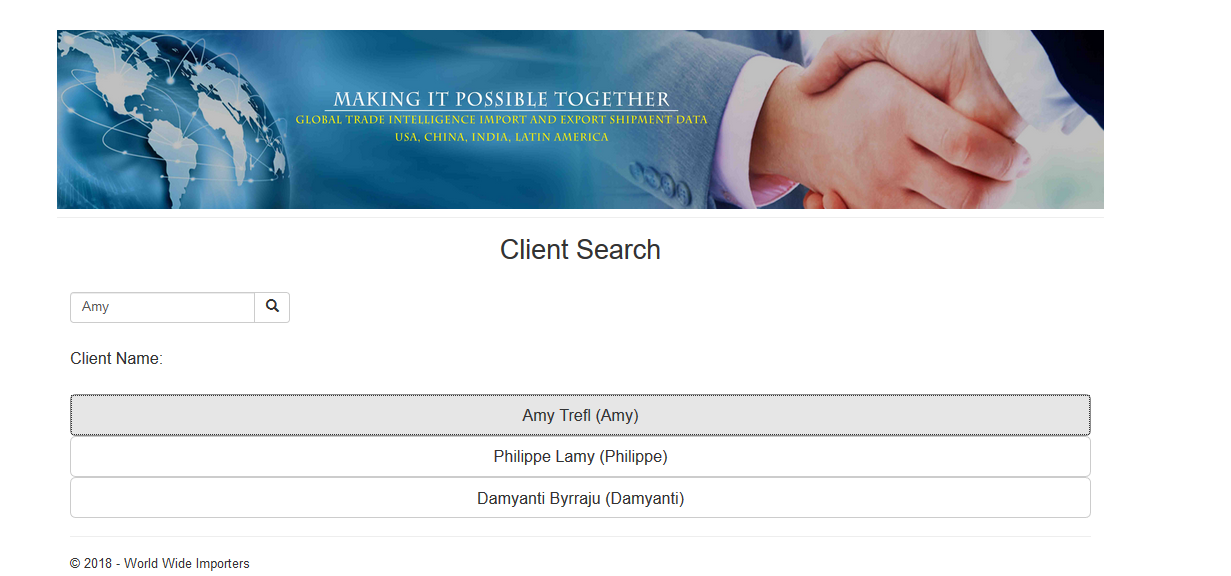 MAKING IT POSSIBLE TOGETHER
GLOBAL TRADE INTELLIGENCE IMPORT AND EXPORT SHIPMENT DATA
USA, CHINA, INDIA, LATIN AMERICA
Client Search
Amy
Client Name:
Amy Trefl (Amy)
Philippe Lamy (Philippe)
Damyanti Byrraju (Damyanti)
© 2018 - World Wide Importers